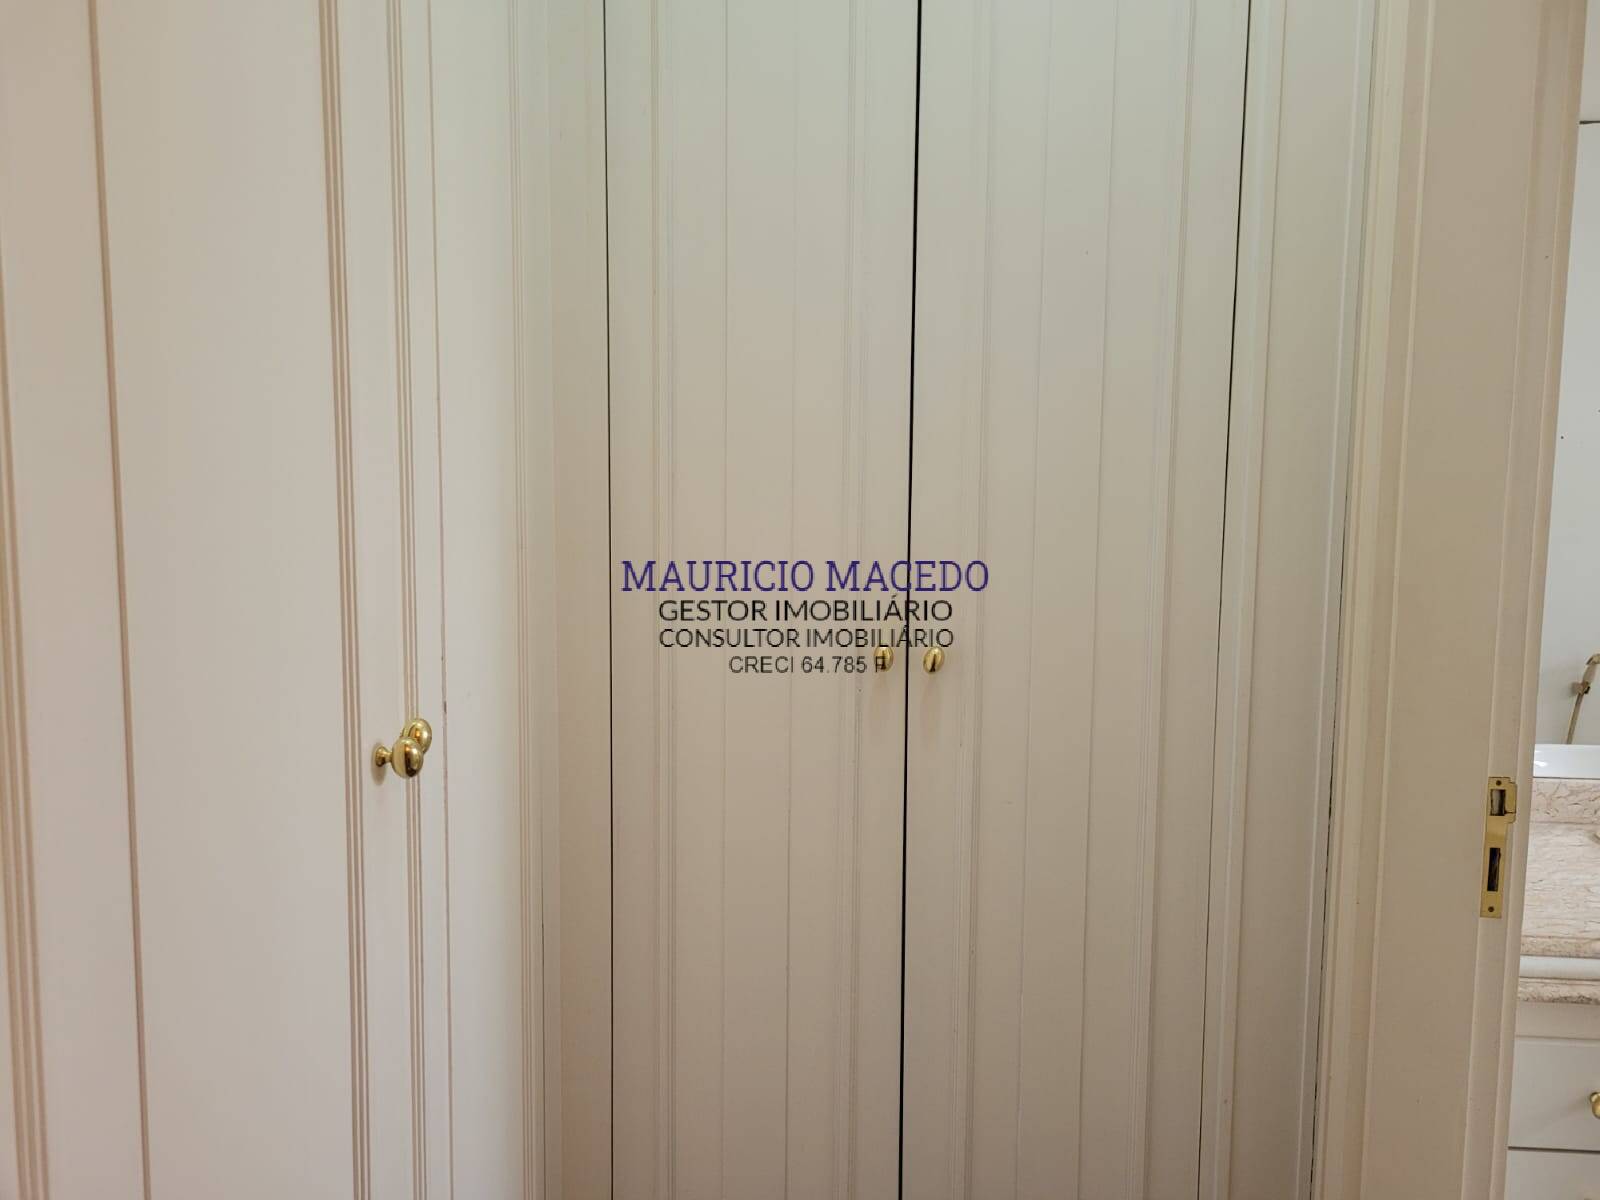 MAURICIO MACEDO
GESTOR IMOBILIÁRIO
CONSULTOR IMOBILIÁRIO
CRECI 64.785 F